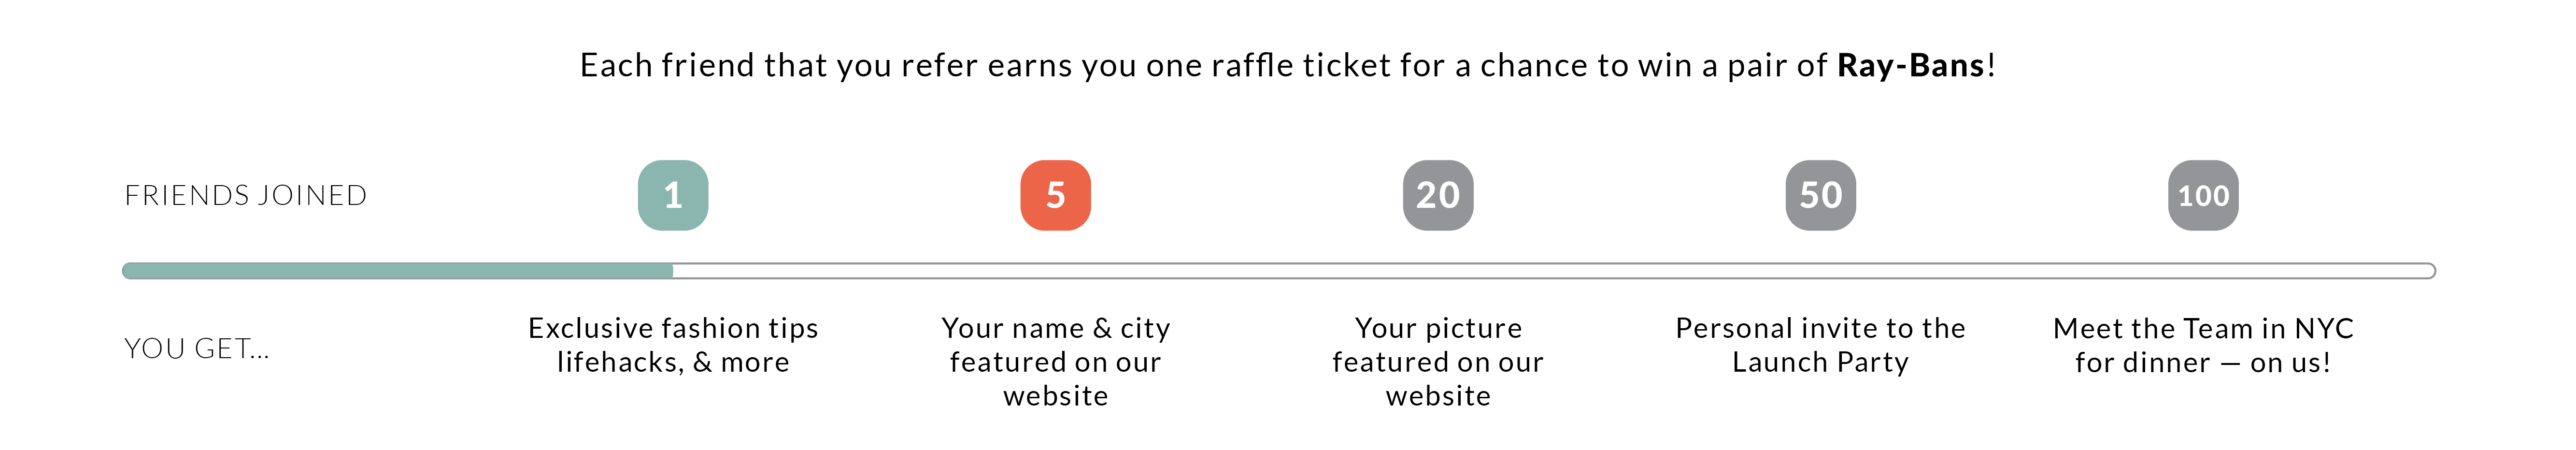 Each friend that you refer earns you one raffle ticket for a chance to win a pair of Ray-Bans!
FRIENDS JOINED
1
5
20
50
100
YOU GET...
Exclusive fashion tips
lifehacks, & more
Your name & city
featured on our
website
Your picture
featured on our
website
Personal invite to the
Launch Party
Meet the Team in NYC
for dinner — on us!